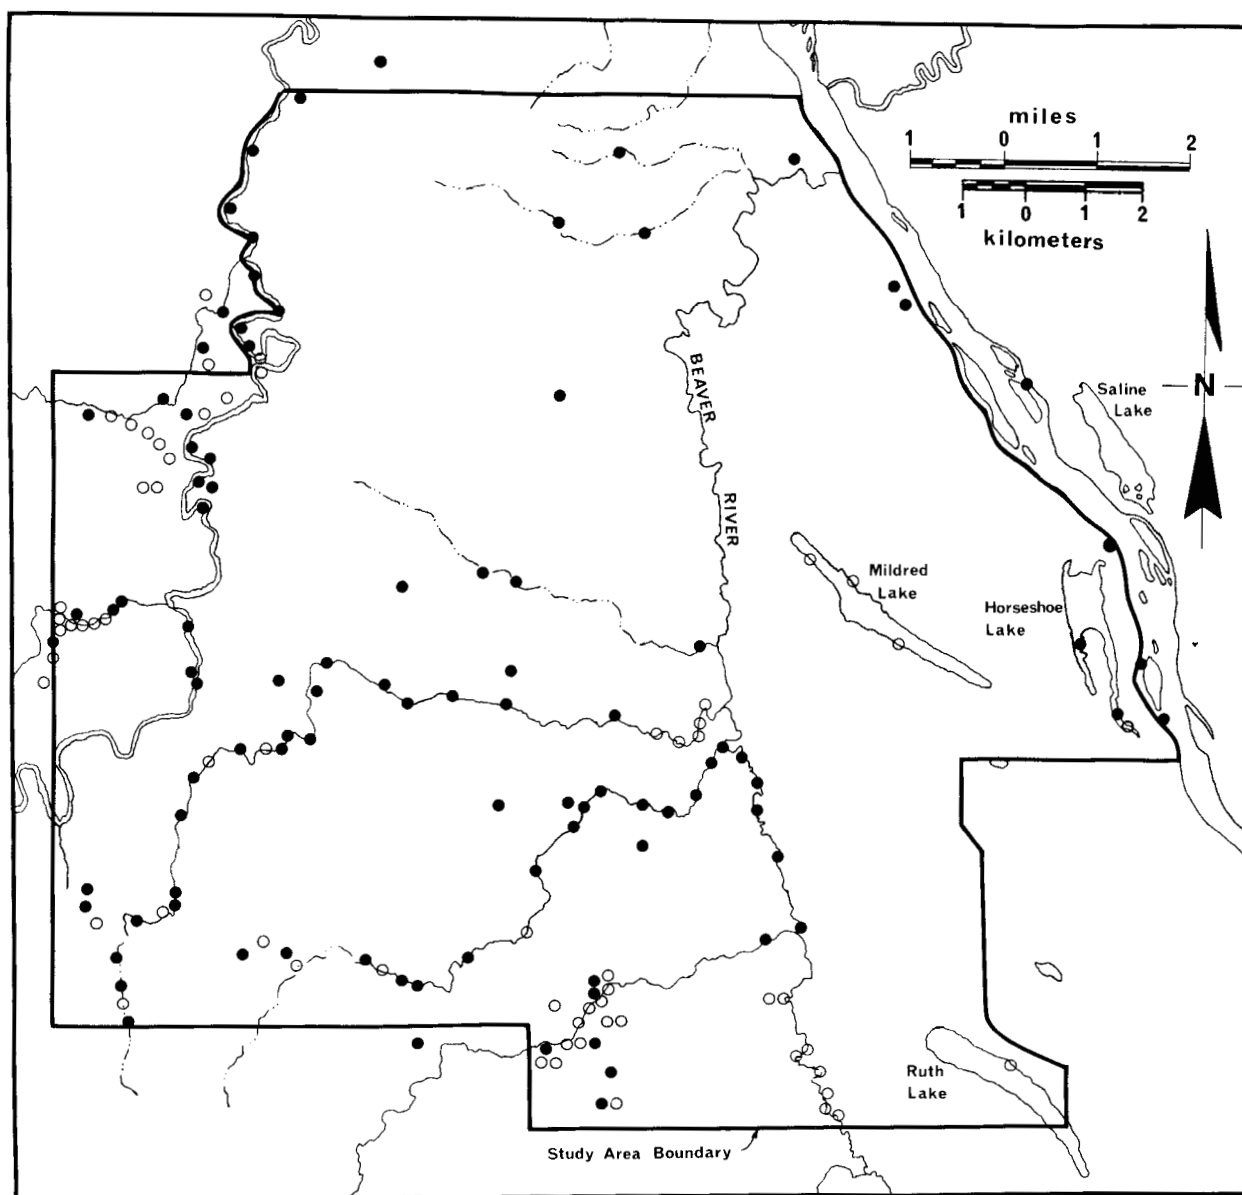 miles
1 0 1 2
1 0 1 2
kilometers
N
Saline
Lake
BEAVER
RIVER
Mildred
Lake
Horseshoe
Lake
Ruth
Lake
Study Area Boundary